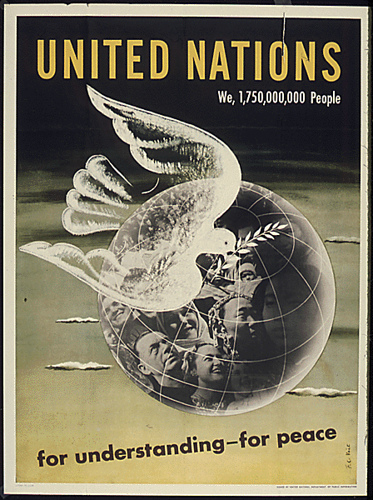 UNITED NATIONS
We, 1,750,000,000 People
for understanding–for peace